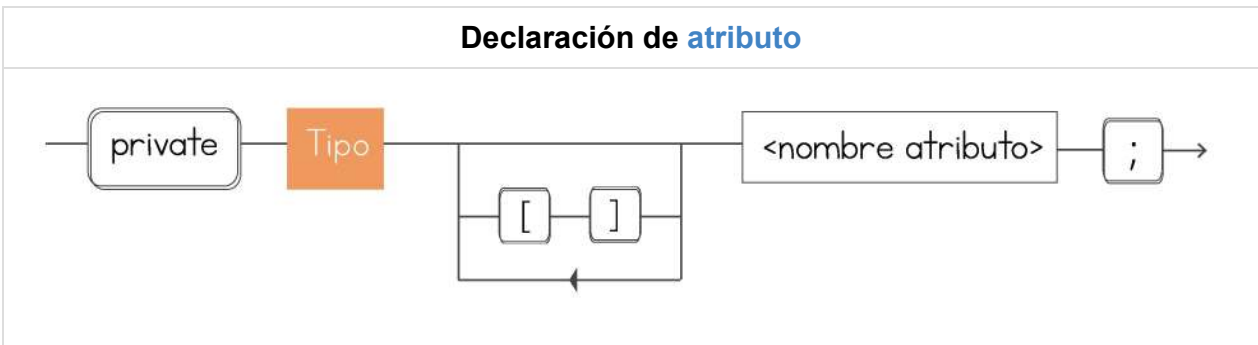 Declaración de atributo
private Tipo <nombre atributo> ;
[ ]